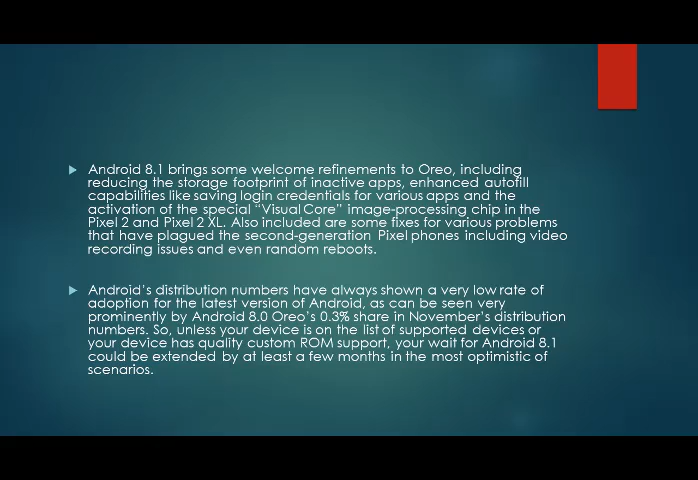 Android 8.1 brings some welcome refinements to Oreo, including
reducing the storage footprint of inactive apps, enhanced autofill
capabilities like saving login credentials for various apps and the
activation of the special “Visual Core” image-processing chip in the
Pixel 2 and Pixel 2 XL. Also included are some fixes for various problems
that have plagued the second-generation Pixel phones including video
recording issues and even random reboots.
Android’s distribution numbers have always shown a very low rate of
adoption for the latest version of Android, as can be seen very
prominently by Android 8.0 Oreo’s 0.3% share in November’s distribution
numbers. So, unless your device is on the list of supported devices or
your device has quality custom ROM support, your wait for Android 8.1
could be extended by at least a few months in the most optimistic of
scenarios.